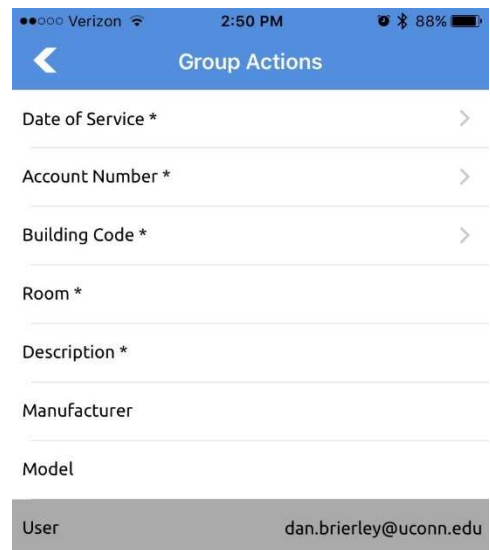 Verizon 2:50 PM 88%
Group Actions
Date of Service *
Account Number *
Building Code *
Room *
Description *
Manufacturer
Model
User dan.brierley@uconn.edu